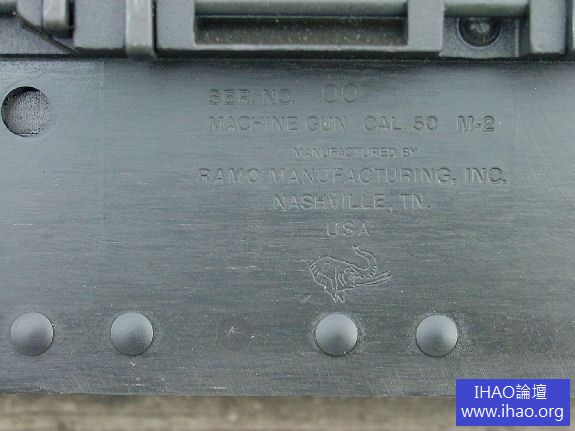 SER. NO. 007
MACHINE GUN CAL. 50 M-2
MANUFACTURED BY
RAMO MANUFACTURING, INC.
NASHVILLE, TN.
USA
IHAO論壇
www.ihao.org